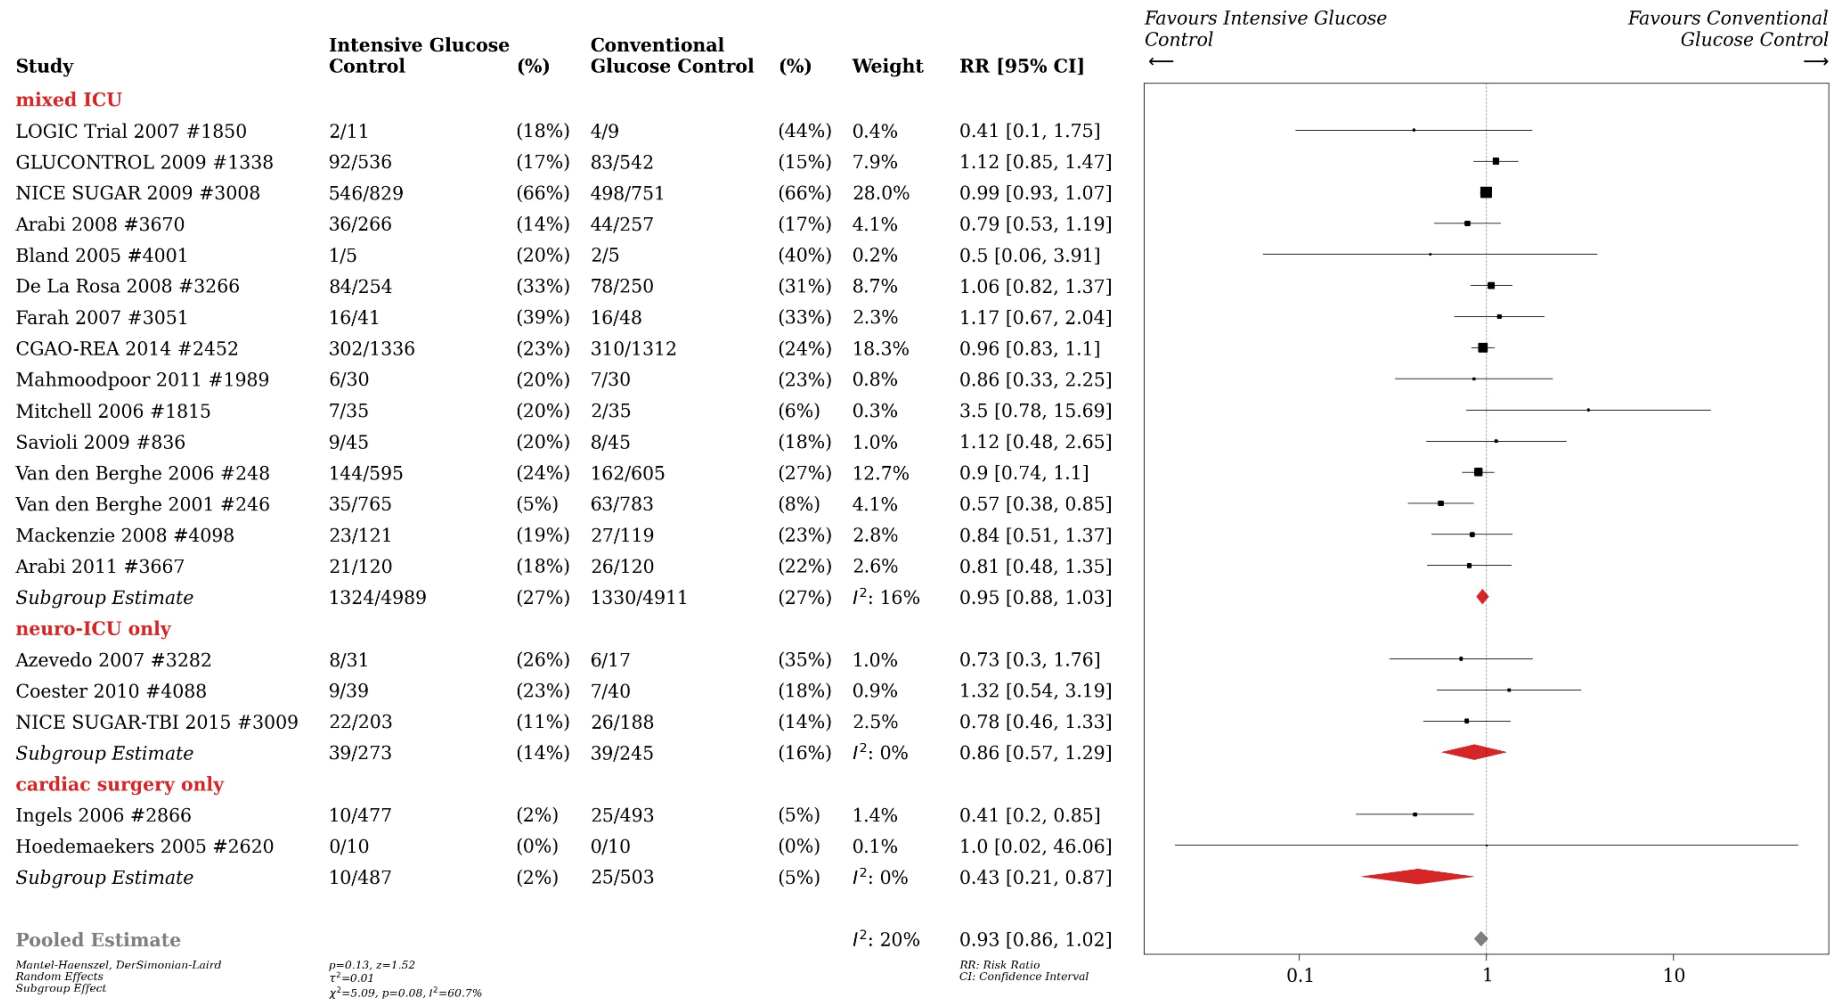 Favours Intensive Glucose Control
Favours Conventional Glucose Control
← →
Study Intensive Glucose Control (%) Conventional Glucose Control (%) Weight RR [95% CI]
mixed ICU
LOGIC Trial 2007 #1850 2/11 (18%) 4/9 (44%) 0.4% 0.41 [0.1, 1.75]
GLUCONTROL 2009 #1338 92/536 (17%) 83/542 (15%) 7.9% 1.12 [0.85, 1.47]
NICE SUGAR 2009 #3008 546/829 (66%) 498/751 (66%) 28.0% 0.99 [0.93, 1.07]
Arabi 2008 #3670 36/266 (14%) 44/257 (17%) 4.1% 0.79 [0.53, 1.19]
Bland 2005 #4001 1/5 (20%) 2/5 (40%) 0.2% 0.5 [0.06, 3.91]
De La Rosa 2008 #3266 84/254 (33%) 78/250 (31%) 8.7% 1.06 [0.82, 1.37]
Farah 2007 #3051 16/41 (39%) 16/48 (33%) 2.3% 1.17 [0.67, 2.04]
CGAO-REA 2014 #2452 302/1336 (23%) 310/1312 (24%) 18.3% 0.96 [0.83, 1.1]
Mahmoodpoor 2011 #1989 6/30 (20%) 7/30 (23%) 0.8% 0.86 [0.33, 2.25]
Mitchell 2006 #1815 7/35 (20%) 2/35 (6%) 0.3% 3.5 [0.78, 15.69]
Savioli 2009 #836 9/45 (20%) 8/45 (18%) 1.0% 1.12 [0.48, 2.65]
Van den Berghe 2006 #248 144/595 (24%) 162/605 (27%) 12.7% 0.9 [0.74, 1.1]
Van den Berghe 2001 #246 35/765 (5%) 63/783 (8%) 4.1% 0.57 [0.38, 0.85]
Mackenzie 2008 #4098 23/121 (19%) 27/119 (23%) 2.8% 0.84 [0.51, 1.37]
Arabi 2011 #3667 21/120 (18%) 26/120 (22%) 2.6% 0.81 [0.48, 1.35]
Subgroup Estimate 1324/4989 (27%) 1330/4911 (27%) I²: 16% 0.95 [0.88, 1.03]
neuro-ICU only
Azevedo 2007 #3282 8/31 (26%) 6/17 (35%) 1.0% 0.73 [0.3, 1.76]
Coester 2010 #4088 9/39 (23%) 7/40 (18%) 0.9% 1.32 [0.54, 3.19]
NICE SUGAR-TBI 2015 #3009 22/203 (11%) 26/188 (14%) 2.5% 0.78 [0.46, 1.33]
Subgroup Estimate 39/273 (14%) 39/245 (16%) I²: 0% 0.86 [0.57, 1.29]
cardiac surgery only
Ingels 2006 #2866 10/477 (2%) 25/493 (5%) 1.4% 0.41 [0.2, 0.85]
Hoedemaekers 2005 #2620 0/10 (0%) 0/10 (0%) 0.1% 1.0 [0.02, 46.06]
Subgroup Estimate 10/487 (2%) 25/503 (5%) I²: 0% 0.43 [0.21, 0.87]
Pooled Estimate I²: 20% 0.93 [0.86, 1.02]
Mantel-Haenszel, DerSimonian-Laird p=0.13, z=1.52 RR: Risk Ratio
Random Effects τ²=0.01 CI: Confidence Interval
Subgroup Effect χ²=5.09, p=0.08, I²=60.7%
0.1 1 10